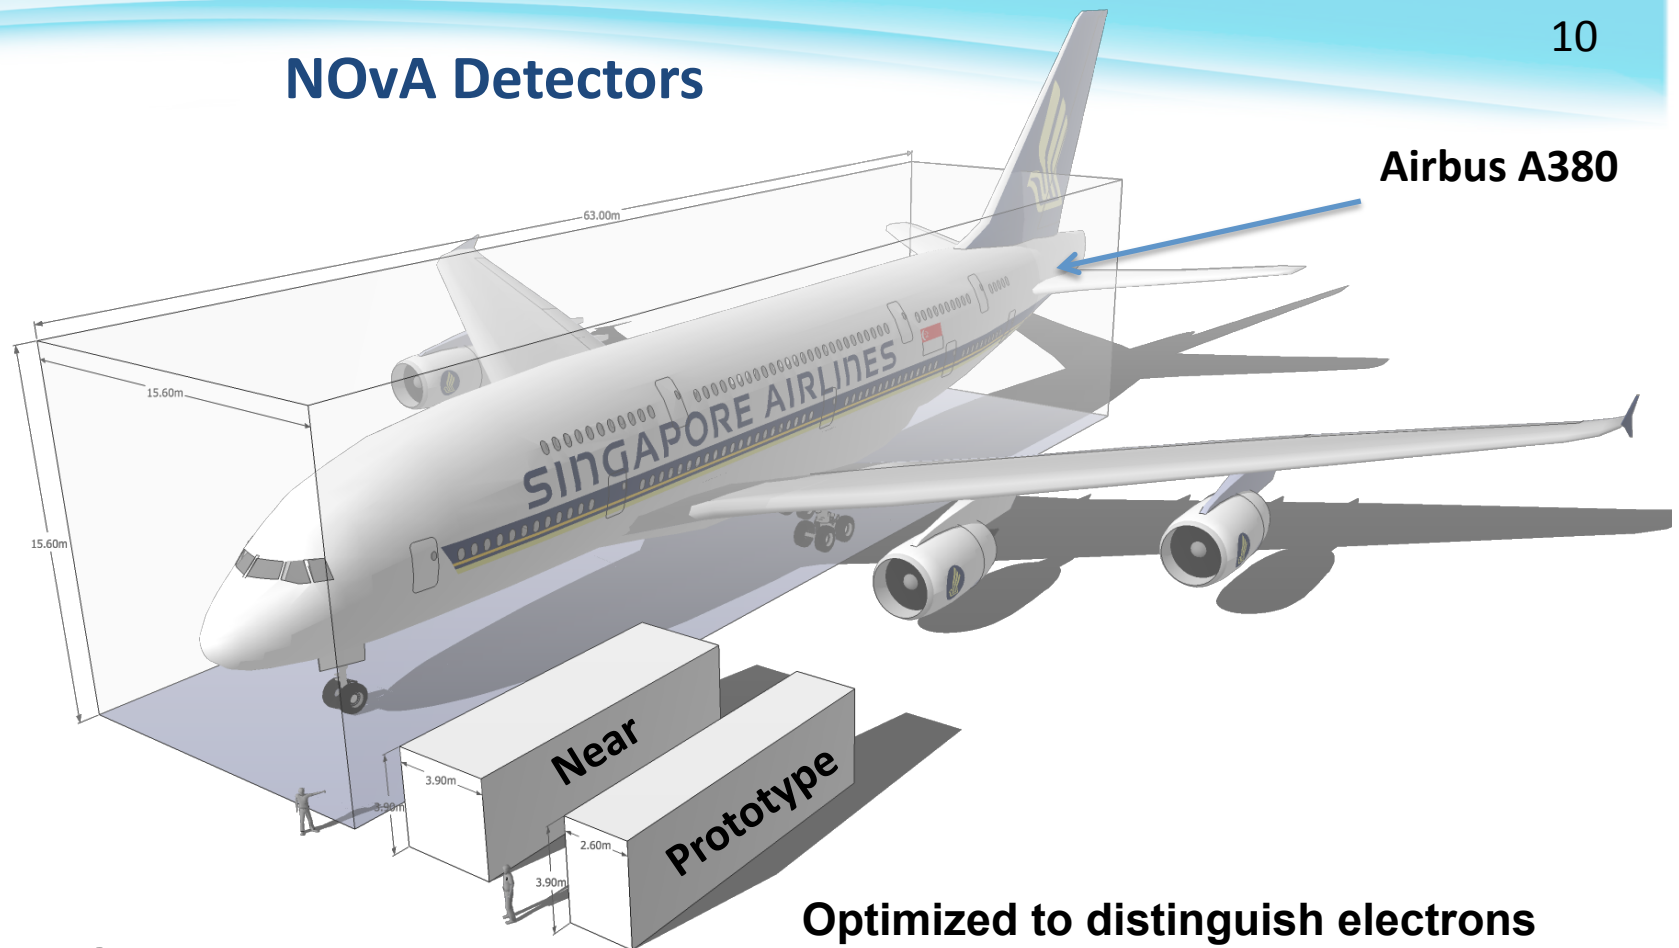 10
NOvA Detectors
Airbus A380
63.00m
15.60m
15.60m
SINGAPORE AIRLINES
Near
3.90m
3.90m
Prototype
2.60m
3.90m
Optimized to distinguish electrons